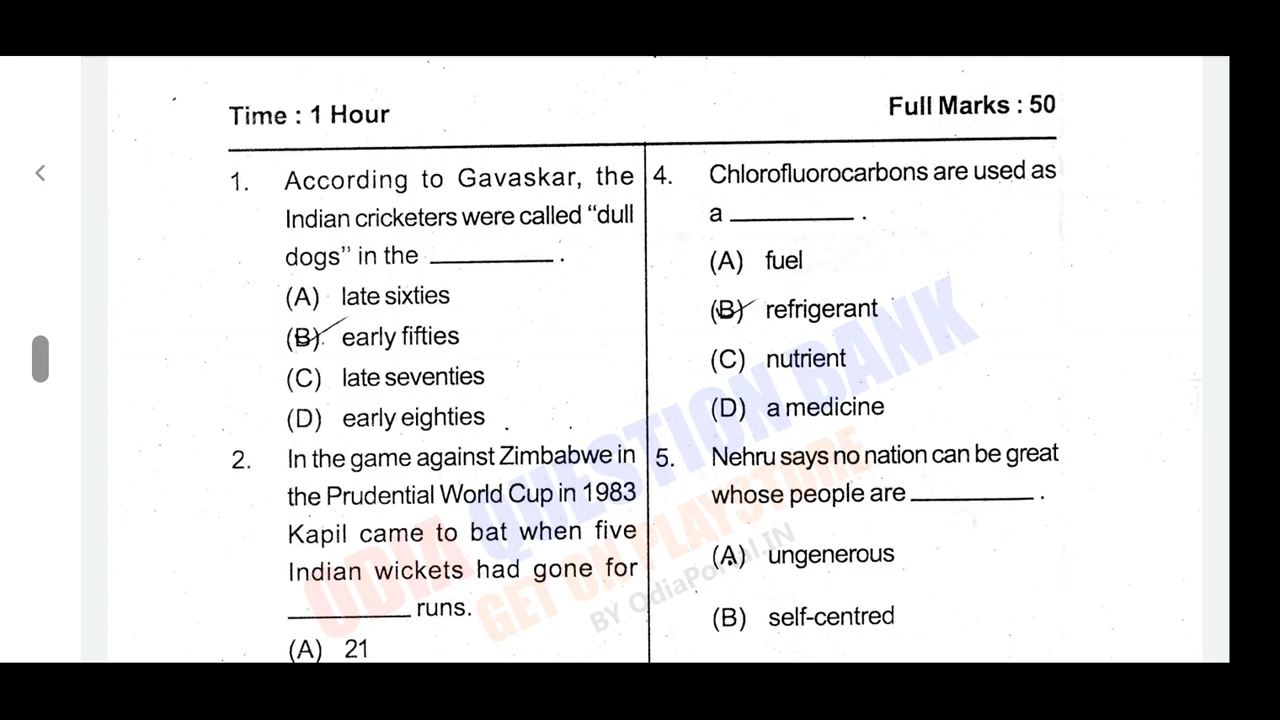 Time : 1 Hour
Full Marks : 50
1. According to Gavaskar, the
Indian cricketers were called “dull
dogs” in the ________ .
(A) late sixties
(B) early fifties
(C) late seventies
(D) early eighties
2. In the game against Zimbabwe in
the Prudential World Cup in 1983
Kapil came to bat when five
Indian wickets had gone for
________ runs.
(A) 21
4. Chlorofluorocarbons are used as
a ________ .
(A) fuel
(B) refrigerant
(C) nutrient
(D) a medicine
5. Nehru says no nation can be great
whose people are ________ .
(A) ungenerous
(B) self-centred
ODIA QUESTION BANK
GET ON PLAYSTORE
BY OdiaPortal.IN